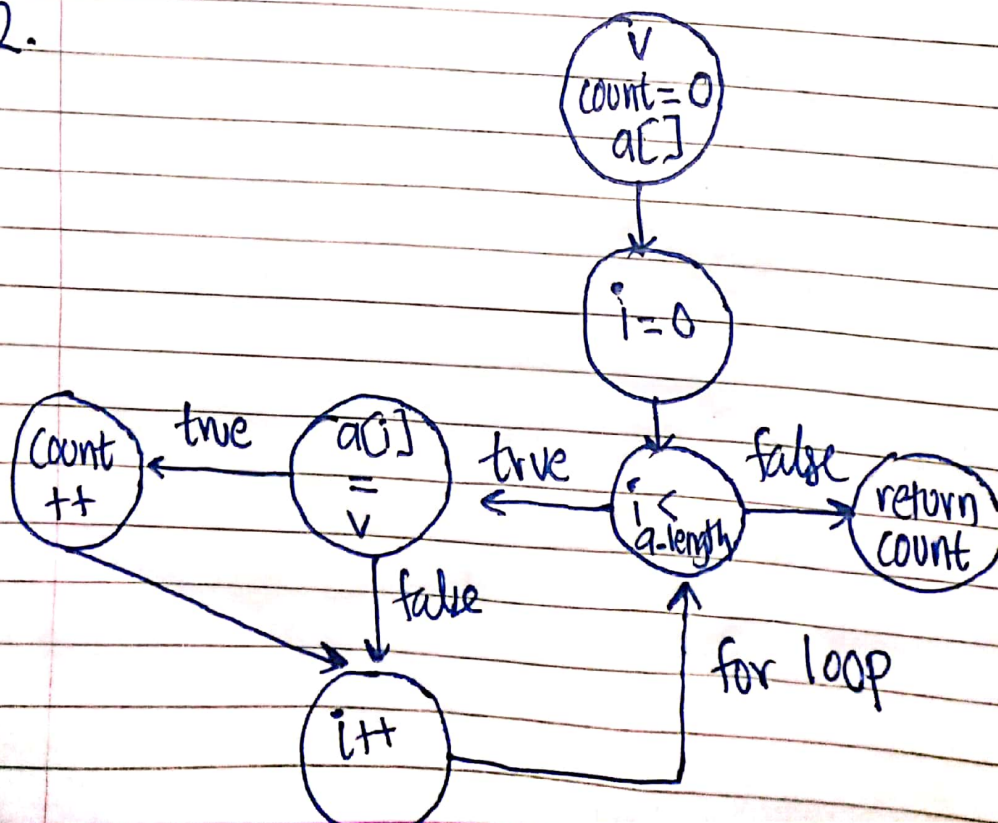 2.
v
count=0
a[]
i=0
count
++
true
a[i]
=
v
true
i<
a.length
false
return
count
false
i++
for loop